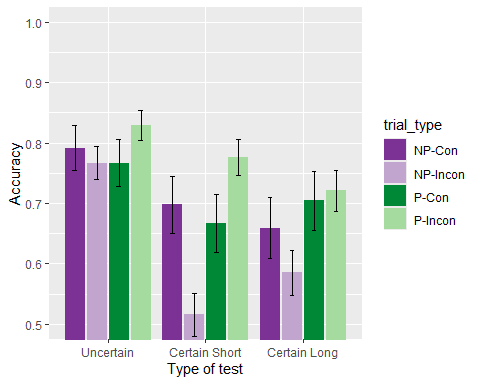 1.0
0.9
0.8
0.7
0.6
0.5
Accuracy
Uncertain
Certain Short
Certain Long
Type of test
trial_type
NP-Con
NP-Incon
P-Con
P-Incon